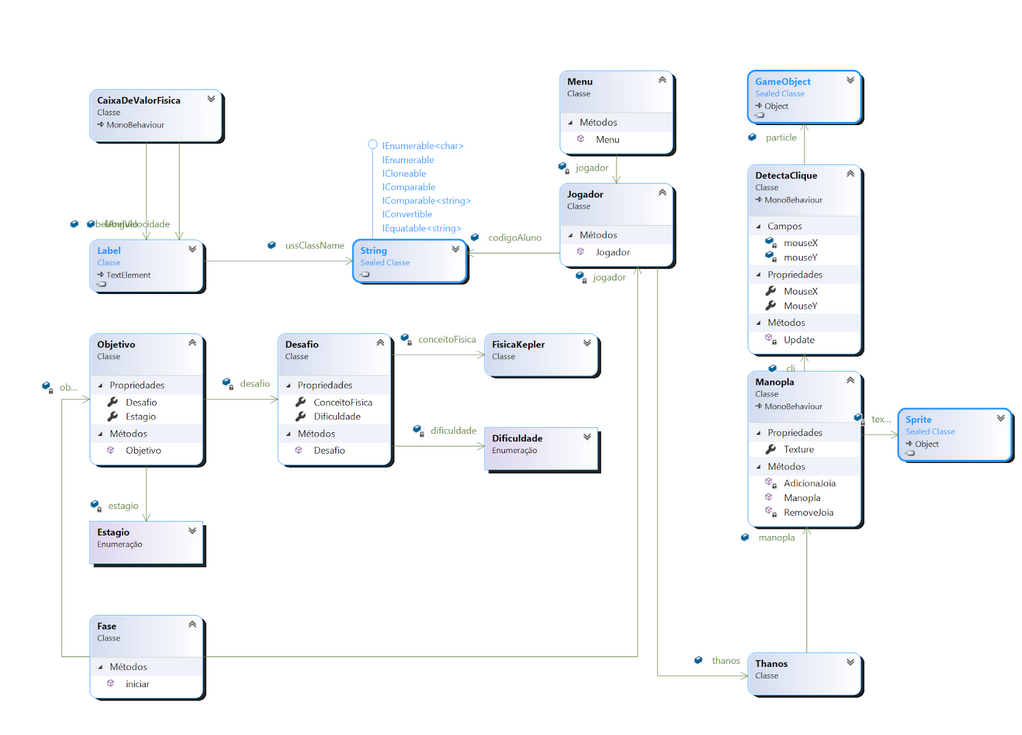 CaixaDeValorFisica
Classe
MonoBehaviour
Velocidade
Label
Classe
TextElement
ussClassName
IEnumerable<char>
IEnumerable
ICloneable
IComparable
IComparable<string>
IConvertible
IEquatable<string>
String
Sealed Classe
codigoAluno
Menu
Classe
Métodos
Menu
jogador
Jogador
Classe
Métodos
Jogador
jogador
GameObject
Sealed Classe
Object
particle
DetectaClique
Classe
MonoBehaviour
Campos
mouseX
mouseY
Propriedades
MouseX
MouseY
Métodos
Update
cli
Manopla
Classe
MonoBehaviour
Propriedades
Texture
Métodos
AdicionaJoia
Manopla
RemoveJoia
tex...
Sprite
Sealed Classe
Object
manopla
thanos
Thanos
Classe
ob...
Objetivo
Classe
Propriedades
Desafio
Estagio
Métodos
Objetivo
desafio
Desafio
Classe
Propriedades
ConceitoFisica
Dificuldade
Métodos
Desafio
conceitoFisica
FisicaKepler
Classe
dificuldade
Dificuldade
Enumeração
estagio
Estagio
Enumeração
Fase
Classe
Métodos
iniciar